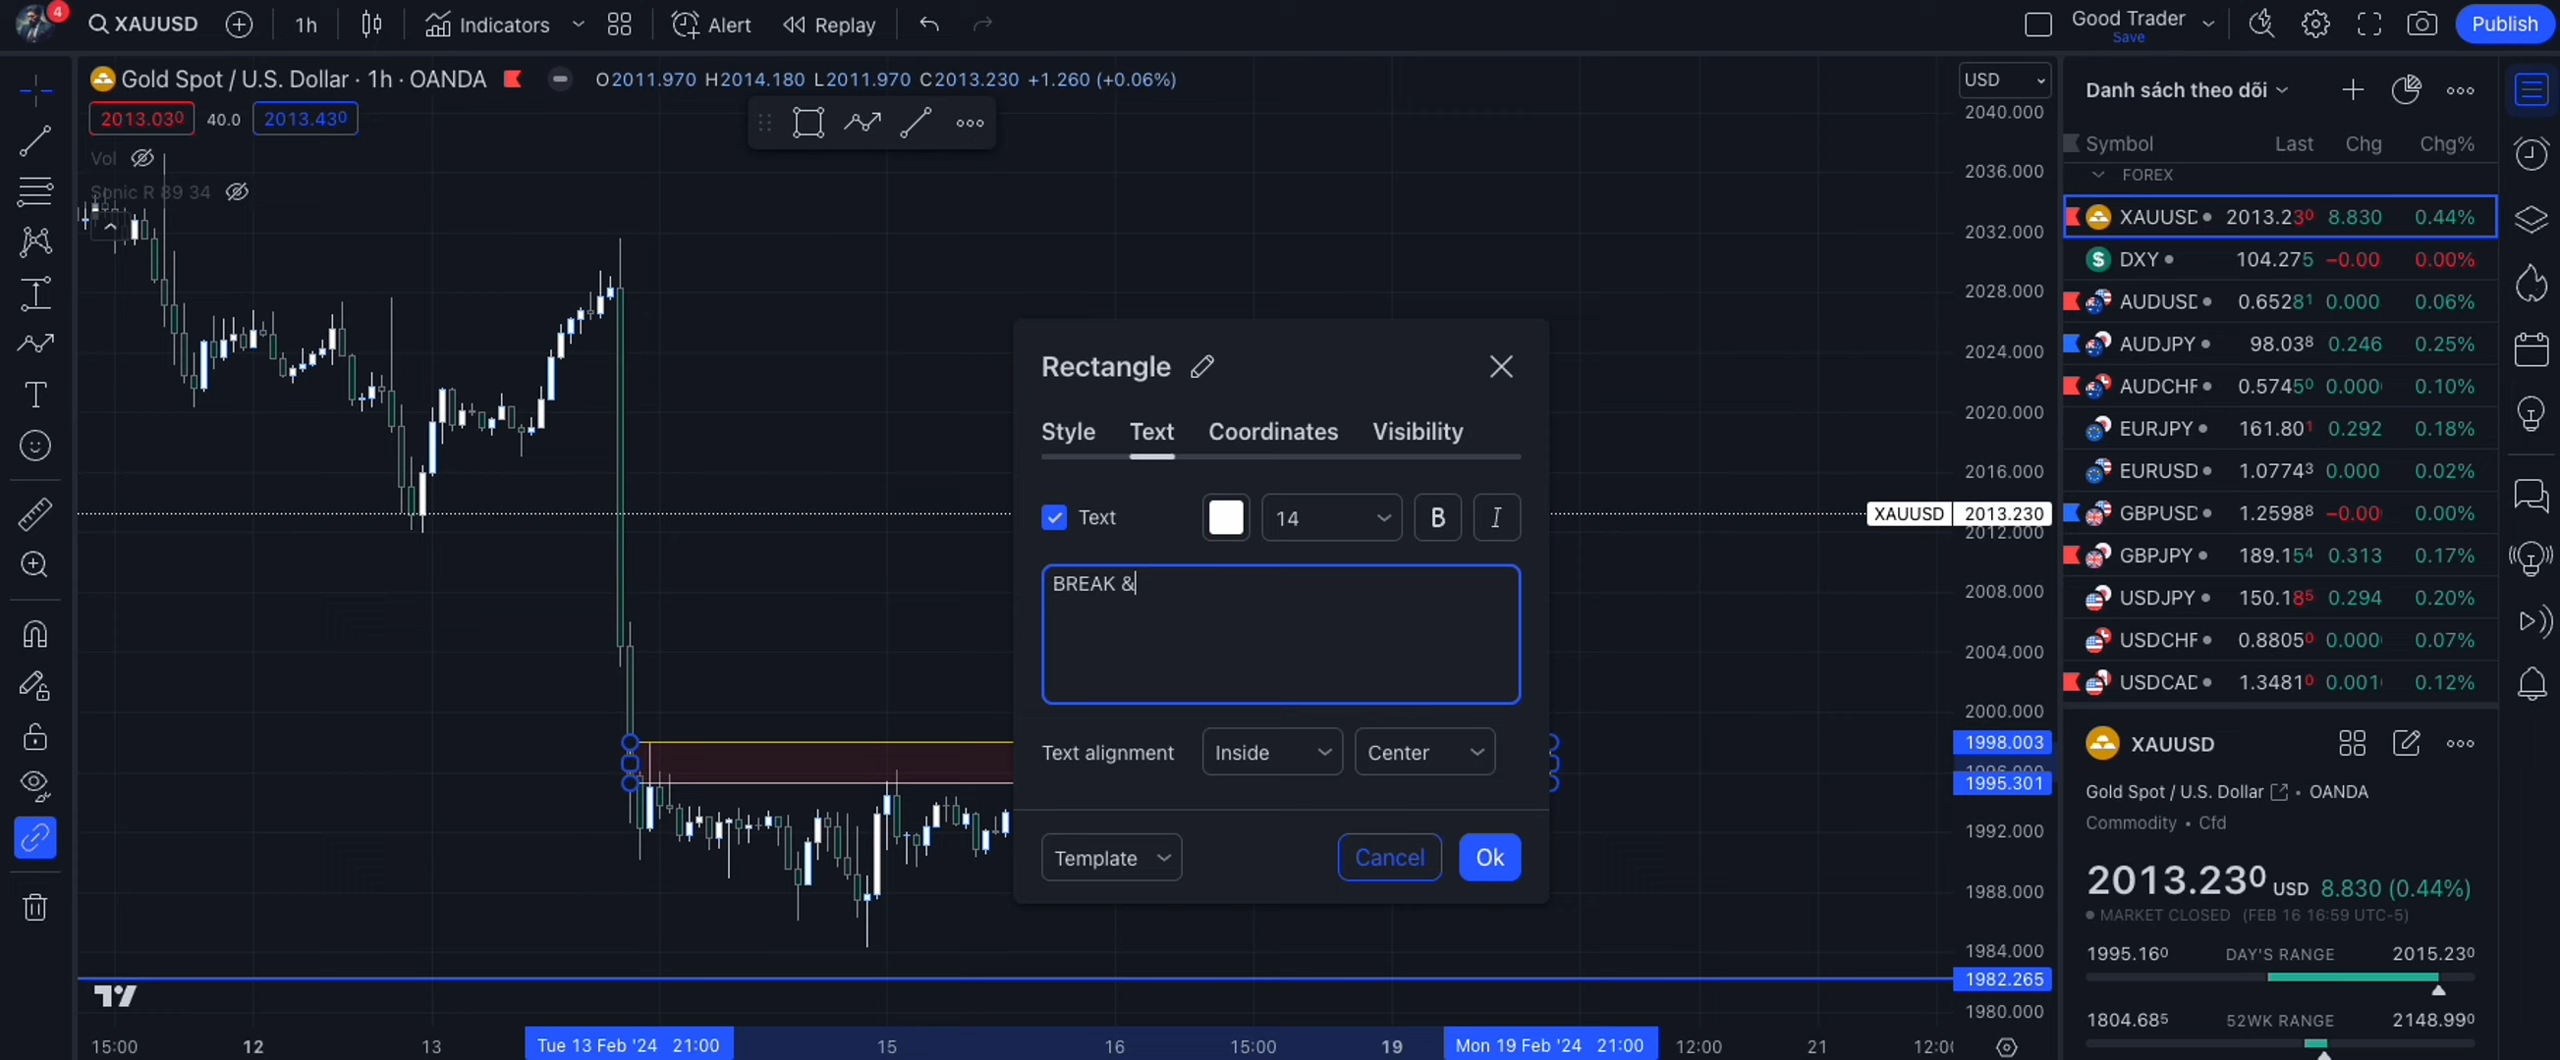 4
XAUUSD
1h
Indicators
Alert
Replay
Good Trader
Save
Publish
Gold Spot / U.S. Dollar · 1h · OANDA
O2011.970 H2014.180 L2011.970 C2013.230 +1.260 (+0.06%)
2013.030
40.0
2013.430
Vol
Sonic R 89 34
USD
2040.000
2036.000
2032.000
2028.000
2024.000
2020.000
2016.000
XAUUSD 2013.230
2012.000
2008.000
2004.000
2000.000
1998.003
1995.301
1992.000
1988.000
1984.000
1982.265
1980.000
Rectangle
Style
Text
Coordinates
Visibility
Text
14
B
I
BREAK &
Text alignment
Inside
Center
Template
Cancel
Ok
15:00
12
13
Tue 13 Feb '24 21:00
15
16
15:00
19
Mon 19 Feb '24 21:00
12:00
21
Danh sách theo dõi
Symbol Last Chg Chg%
FOREX
XAUUSD 2013.230 8.830 0.44%
DXY 104.275 −0.00 0.00%
AUDUSD 0.65281 0.000 0.06%
AUDJPY 98.038 0.246 0.25%
AUDCHF 0.57450 0.000 0.10%
EURJPY 161.801 0.292 0.18%
EURUSD 1.07743 0.000 0.02%
GBPUSD 1.25988 −0.00 0.00%
GBPJPY 189.154 0.313 0.17%
USDJPY 150.185 0.294 0.20%
USDCHF 0.88050 0.000 0.07%
USDCAD 1.34810 0.001 0.12%
XAUUSD
Gold Spot / U.S. Dollar • OANDA
Commodity • Cfd
2013.230 USD 8.830 (0.44%)
MARKET CLOSED (FEB 16 16:59 UTC-5)
1995.160 DAY'S RANGE 2015.230
1804.685 52WK RANGE 2148.990